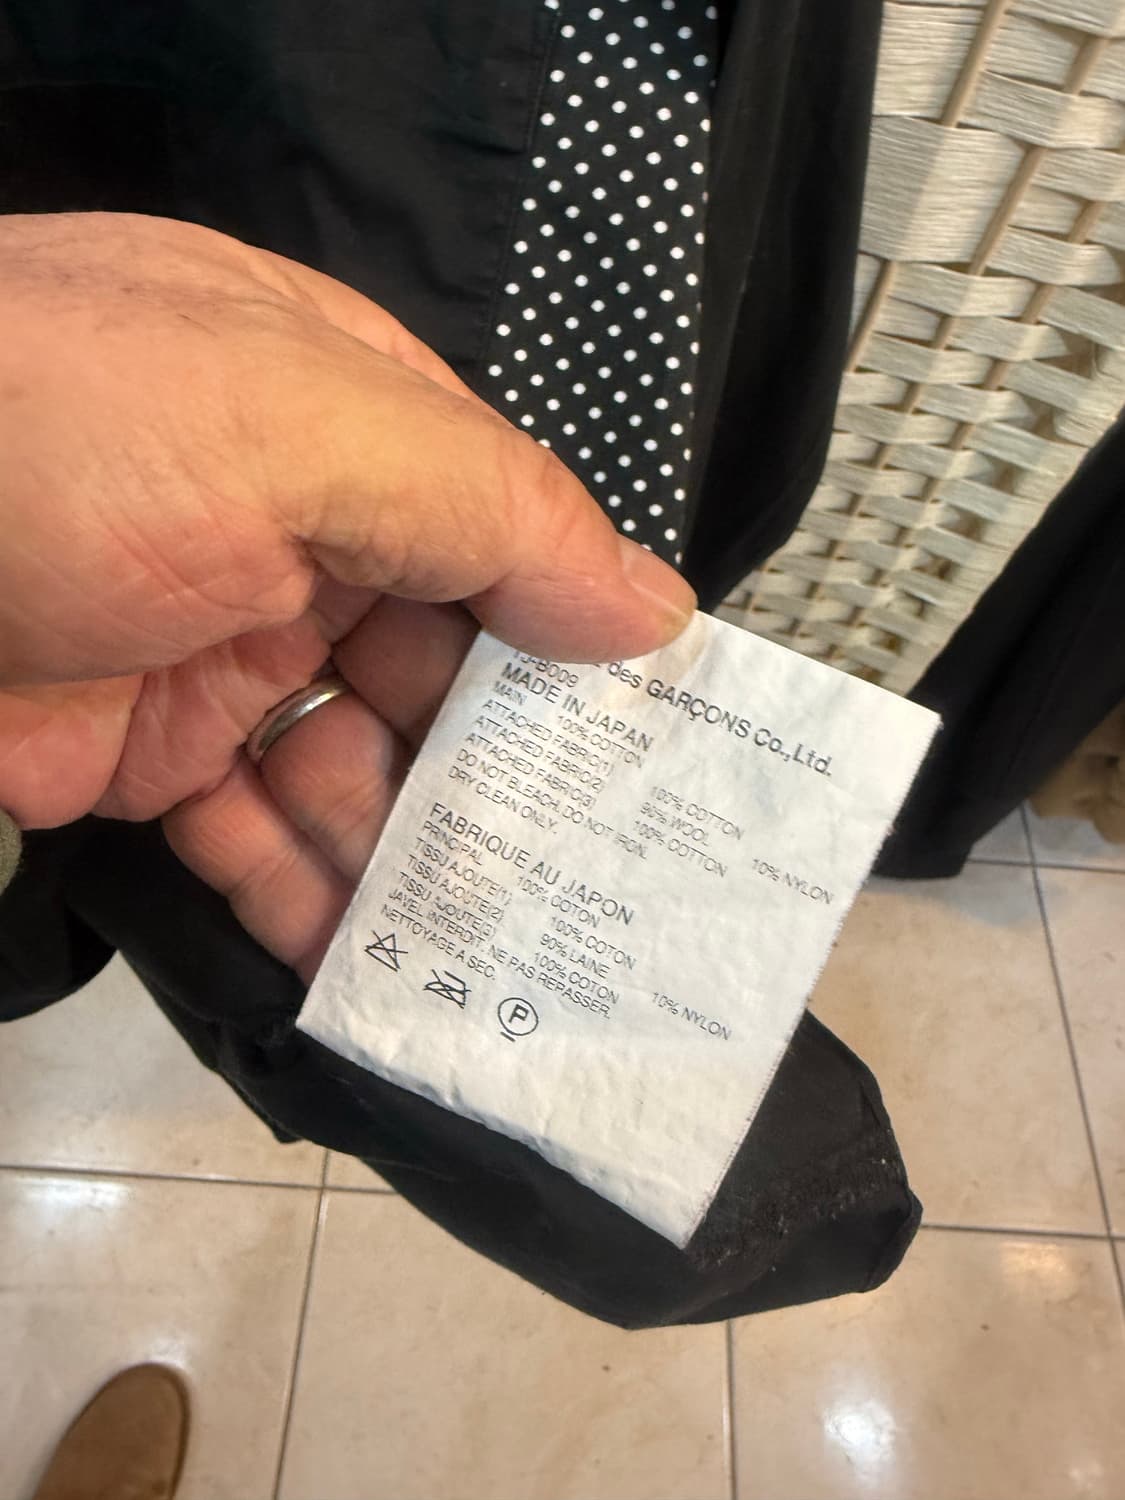 des GARÇONS Co., Ltd.
TJ-B009
MADE IN JAPAN
MAIN 100% COTTON
ATTACHED FABRIC(1) 100% COTTON
ATTACHED FABRIC(2) 90% WOOL 10% NYLON
ATTACHED FABRIC(3) 100% COTTON
DO NOT BLEACH. DO NOT IRON.
DRY CLEAN ONLY.
FABRIQUE AU JAPON
PRINCIPAL 100% COTON
TISSU AJOUTE(1) 100% COTON
TISSU AJOUTE(2) 90% LAINE 10% NYLON
TISSU AJOUTE(3) 100% COTON
JAVEL INTERDIT. NE PAS REPASSER.
NETTOYAGE A SEC.
P